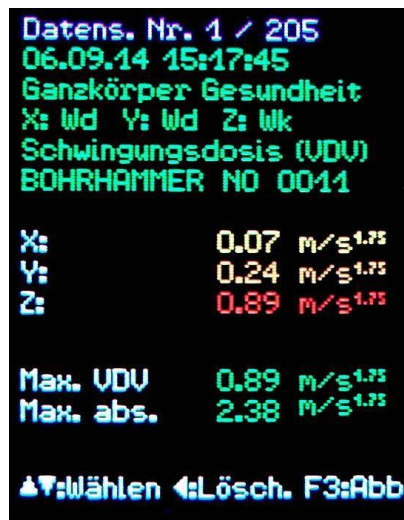 Datens. Nr. 1 / 205
06.09.14 15:17:45
Ganzkörper Gesundheit
X: Wd Y: Wd Z: Wk
Schwingungsdosis (VDV)
BOHRHAMMER NO 0011
X: 0.07 m/s¹·⁷⁵
Y: 0.24 m/s¹·⁷⁵
Z: 0.89 m/s¹·⁷⁵
Max. VDV 0.89 m/s¹·⁷⁵
Max. abs. 2.38 m/s¹·⁷⁵
▲▼:Wählen ◀:Lösch. F3:Abb